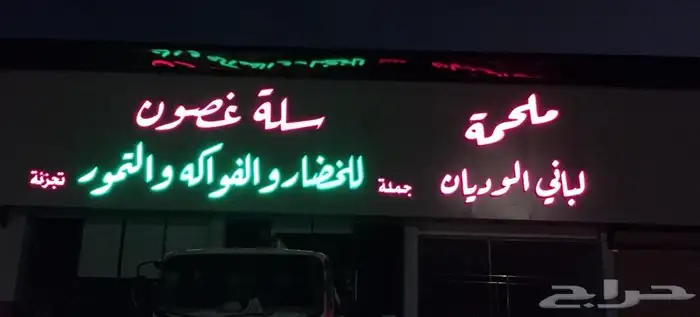 ملحمة
لباني الوديان
سلة غصون
جملة للخضار والفواكه والتمور تجزئة
حراج